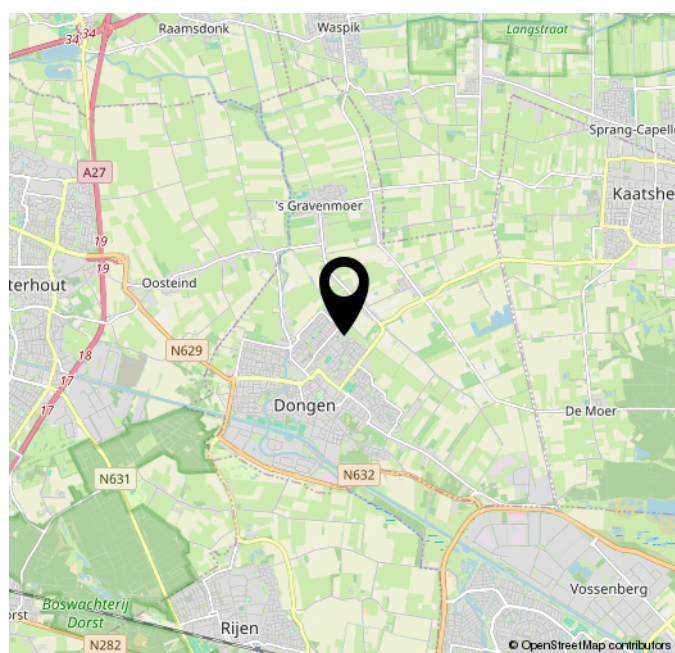 34
34
Raamsdonk
Waspik
Langstraat
Sprang-Capelle
A27
Kaatshe
's Gravenmoer
19
19
Oosteind
terhout
N629
18
17
17
Dongen
De Moer
N631
N632
Vossenberg
Boswachterij
Dorst
orst
Rijen
N282
© OpenStreetMap contributors